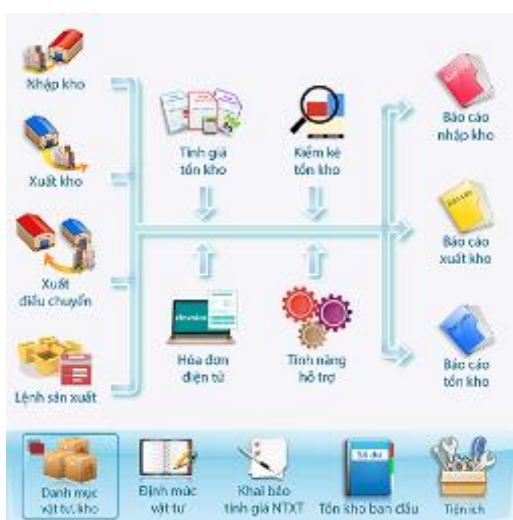 Nhập kho
Xuất kho
Xuất
điều chuyển
Lệnh sản xuất
Tính giá
tồn kho
Kiểm kê
tồn kho
Hóa đơn
điện tử
Tính năng
hỗ trợ
Báo cáo
nhập kho
Báo cáo
xuất kho
Báo cáo
tồn kho
Danh mục
vật tư, kho
Định mức
vật tư
Khai báo
tính giá NTXT
Số dư
Tồn kho ban đầu
Tiện ích